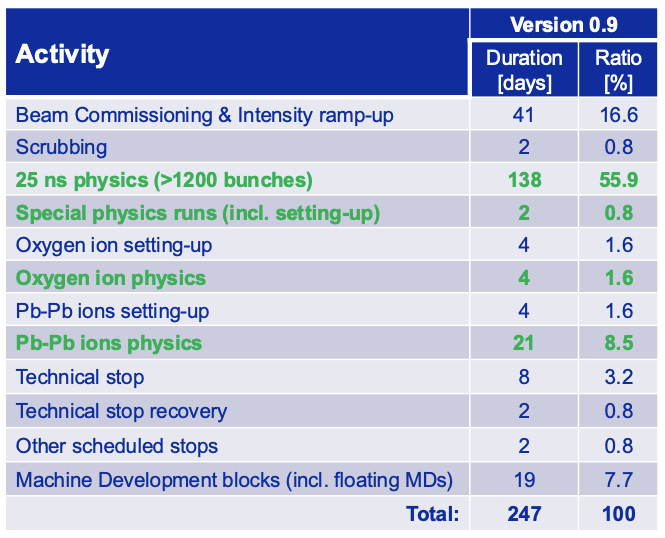 Activity
Version 0.9
Duration [days]
Ratio [%]
Beam Commissioning & Intensity ramp-up 41 16.6
Scrubbing 2 0.8
25 ns physics (>1200 bunches) 138 55.9
Special physics runs (incl. setting-up) 2 0.8
Oxygen ion setting-up 4 1.6
Oxygen ion physics 4 1.6
Pb-Pb ions setting-up 4 1.6
Pb-Pb ions physics 21 8.5
Technical stop 8 3.2
Technical stop recovery 2 0.8
Other scheduled stops 2 0.8
Machine Development blocks (incl. floating MDs) 19 7.7
Total: 247 100